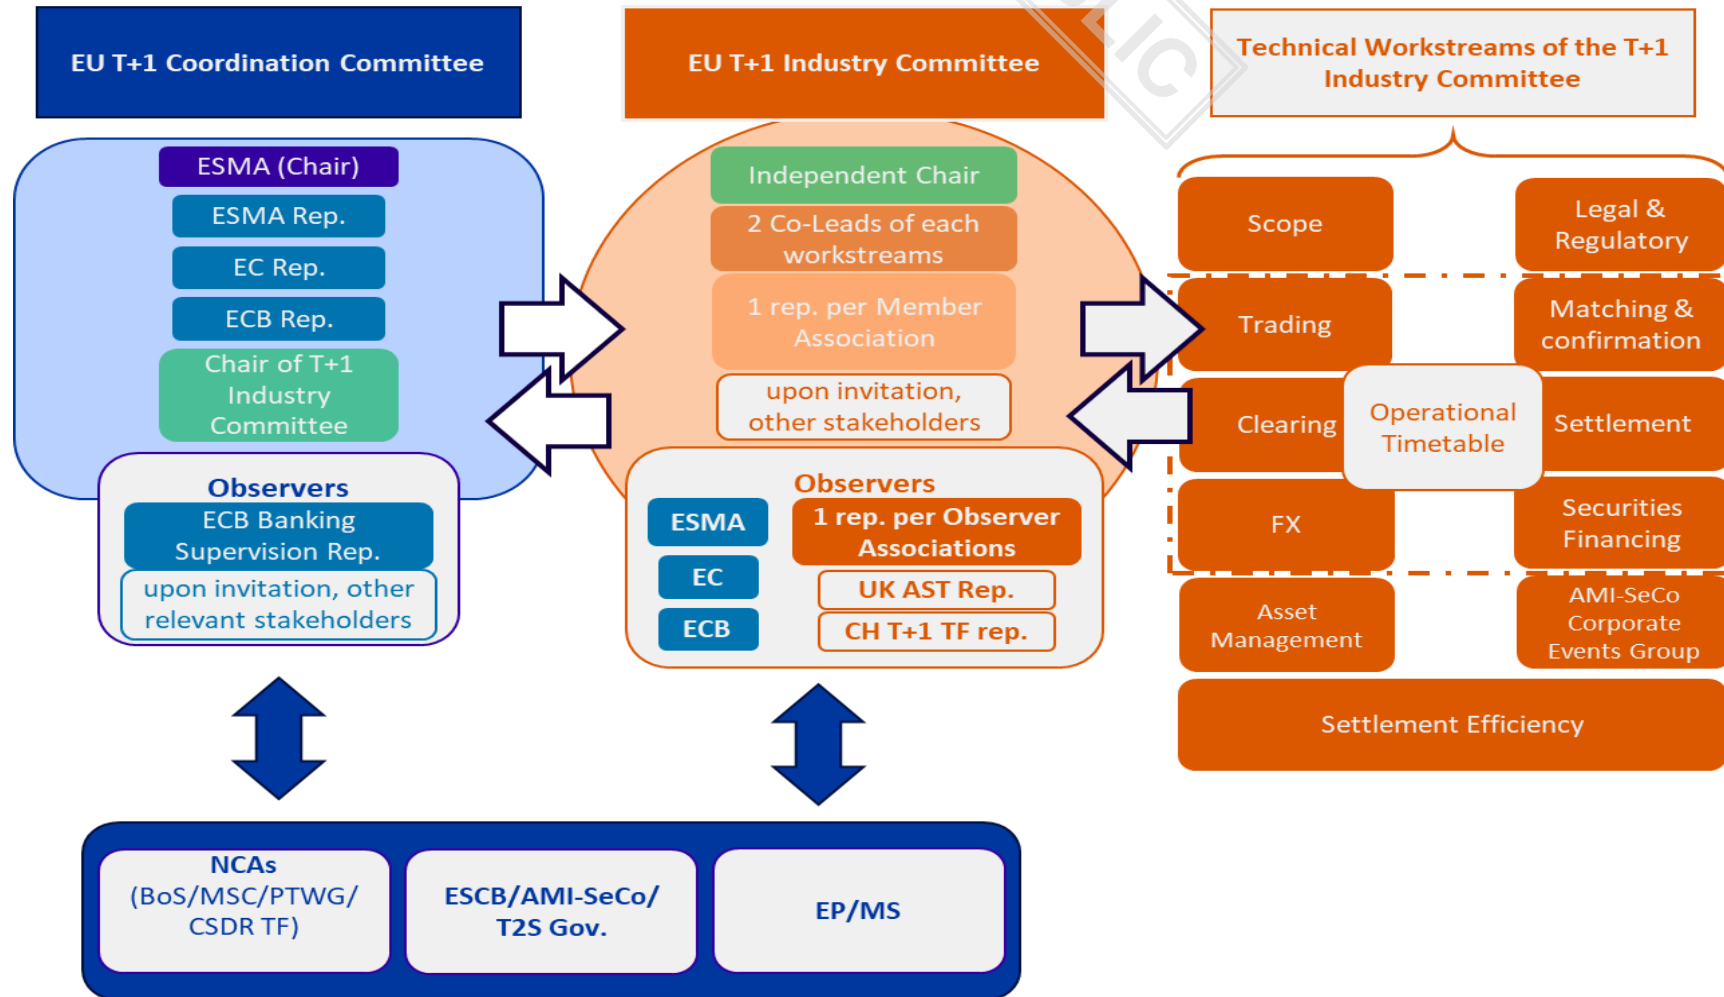 EU T+1 Coordination Committee
ESMA (Chair)
ESMA Rep.
EC Rep.
ECB Rep.
Chair of T+1
Industry
Committee
Observers
ECB Banking
Supervision Rep.
upon invitation, other
relevant stakeholders
EU T+1 Industry Committee
Independent Chair
2 Co-Leads of each
workstreams
1 rep. per Member
Association
upon invitation,
other stakeholders
Observers
ESMA
EC
ECB
1 rep. per Observer
Associations
UK AST Rep.
CH T+1 TF rep.
Technical Workstreams of the T+1
Industry Committee
Scope
Legal &
Regulatory
Trading
Matching &
confirmation
Clearing
Operational
Timetable
Settlement
FX
Securities
Financing
Asset
Management
AMI-SeCo
Corporate
Events Group
Settlement Efficiency
NCAs
(BoS/MSC/PTWG/
CSDR TF)
ESCB/AMI-SeCo/
T2S Gov.
EP/MS